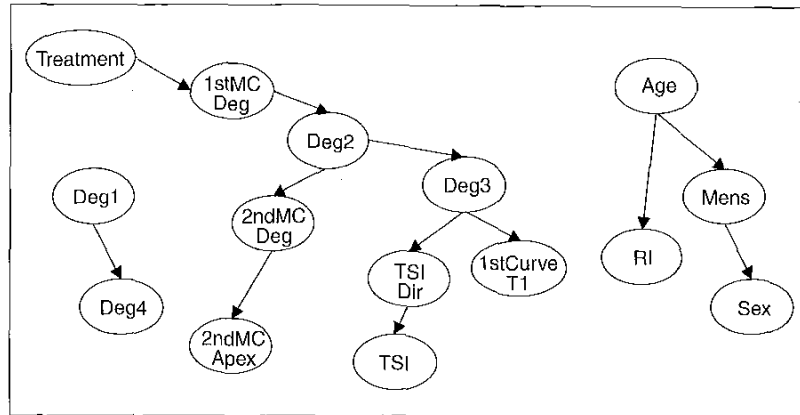 Treatment
1stMC
Deg
Deg2
Deg3
Deg1
Deg4
2ndMC
Deg
2ndMC
Apex
TSI
Dir
1stCurve
T1
TSI
Age
Mens
RI
Sex